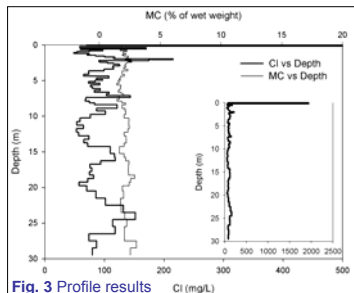 MC (% of wet weight)
0 5 10 15 20
Cl vs Depth
MC vs Depth
Depth (m)
0
5
10
15
20
25
30
0 100 200 300 400 500
Cl (mg/L)
Depth (m)
0
5
10
15
20
25
30
0 500 1000 1500 2000 2500
Fig. 3 Profile results